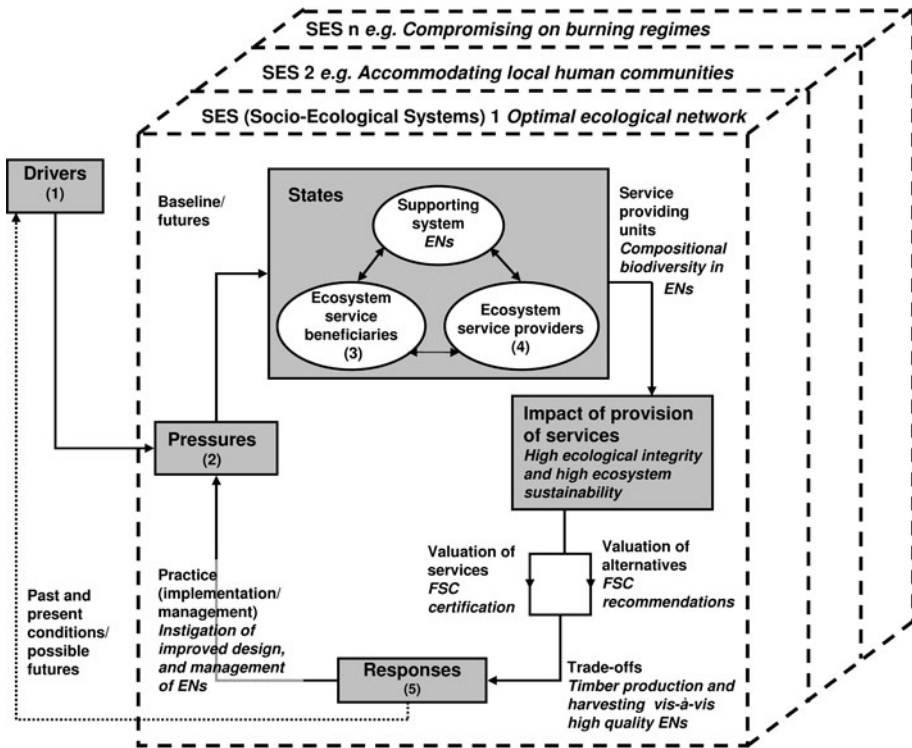 SES n e.g. Compromising on burning regimes
SES 2 e.g. Accommodating local human communities
SES (Socio-Ecological Systems) 1 Optimal ecological network
Drivers
(1)
Baseline/
futures
States
Supporting
system
ENs
Ecosystem
service
beneficiaries
(3)
Ecosystem
service providers
(4)
Service
providing
units
Compositional
biodiversity in
ENs
Pressures
(2)
Impact of provision
of services
High ecological integrity
and high ecosystem
sustainability
Valuation of
services
FSC
certification
Valuation of
alternatives
FSC
recommendations
Past and
present
conditions/
possible
futures
Practice
(implementation/
management)
Instigation of
improved design,
and management
of ENs
Responses
(5)
Trade-offs
Timber production and
harvesting vis-à-vis
high quality ENs